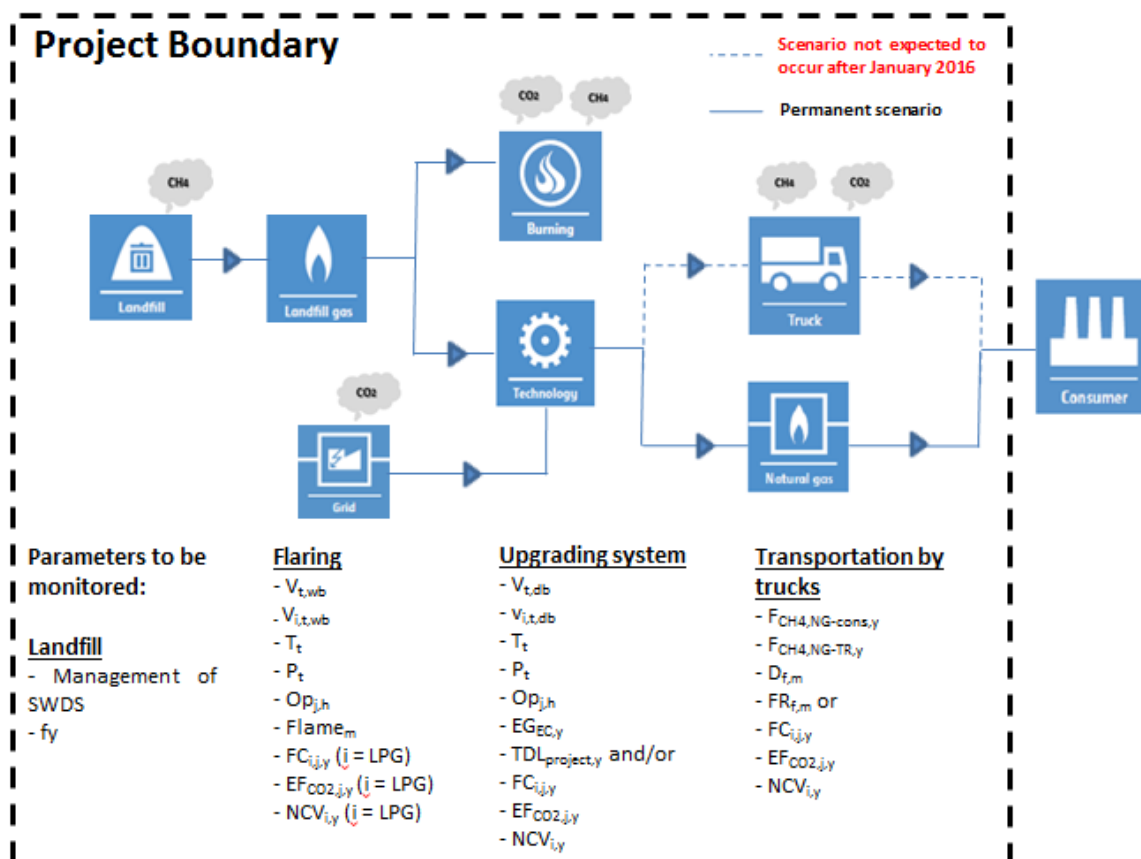 Project Boundary
Scenario not expected to
occur after January 2016
Permanent scenario
CO2
CH4
Burning
CH4
Landfill
Landfill gas
CH4
CO2
Truck
Technology
Consumer
CO2
Grid
Natural gas
Parameters to be
monitored:
Landfill
- Management of
SWDS
- fy
Flaring
- Vt,wb
- Vi,t,wb
- Tt
- Pt
- Opj,h
- Flamem
- FCi,j,y (i = LPG)
- EFCO2,j,y (i = LPG)
- NCVi,y (i = LPG)
Upgrading system
- Vt,db
- vi,t,db
- Tt
- Pt
- Opj,h
- EGEC,y
- TDLproject,y and/or
- FCi,j,y
- EFCO2,j,y
- NCVi,y
Transportation by
trucks
- FCH4,NG-cons,y
- FCH4,NG-TR,y
- Df,m
- FRf,m or
- FCi,j,y
- EFCO2,j,y
- NCVi,y